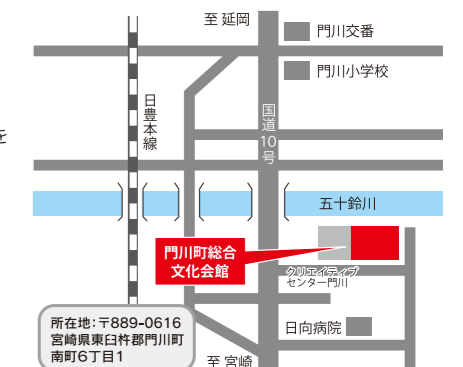 至 延岡
門川交番
門川小学校
日豊本線
国道10号
を
五十鈴川
門川町総合
文化会館
クリエイティブ
センター門川
所在地：〒889-0616
宮崎県東臼杵郡門川町
南町6丁目1
日向病院
至 宮崎